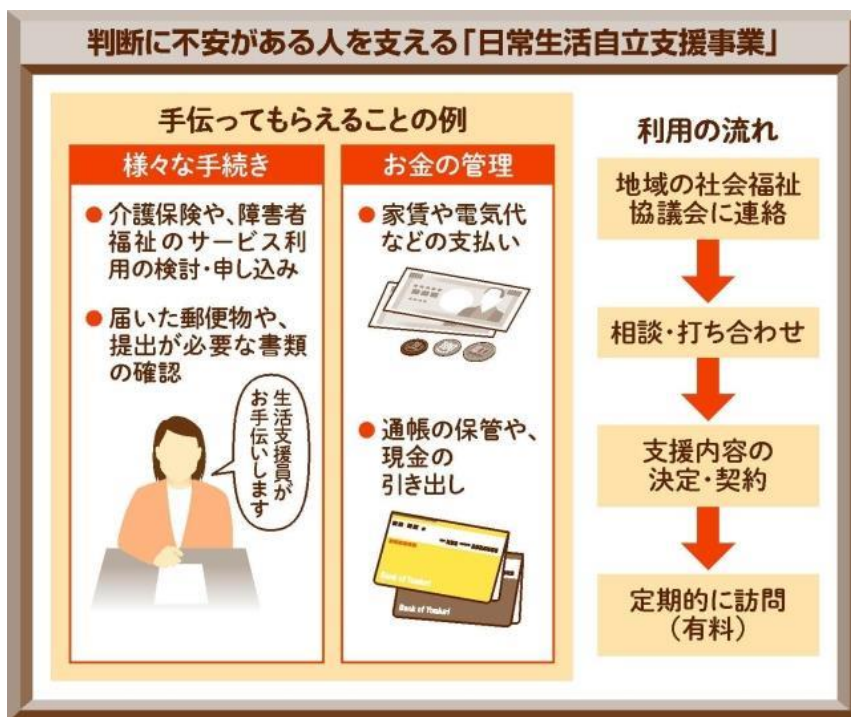 判断に不安がある人を支える「日常生活自立支援事業」
手伝ってもらえることの例
様々な手続き
● 介護保険や、障害者
福祉のサービス利
用の検討・申し込み
● 届いた郵便物や、
提出が必要な書類
の確認
生活支援員が
お手伝いします
お金の管理
● 家賃や電気代
などの支払い
● 通帳の保管や、
現金の
引き出し
Bank of Yomiuri
Bank of Yomiuri
利用の流れ
地域の社会福祉
協議会に連絡
相談・打ち合わせ
支援内容の
決定・契約
定期的に訪問
(有料)